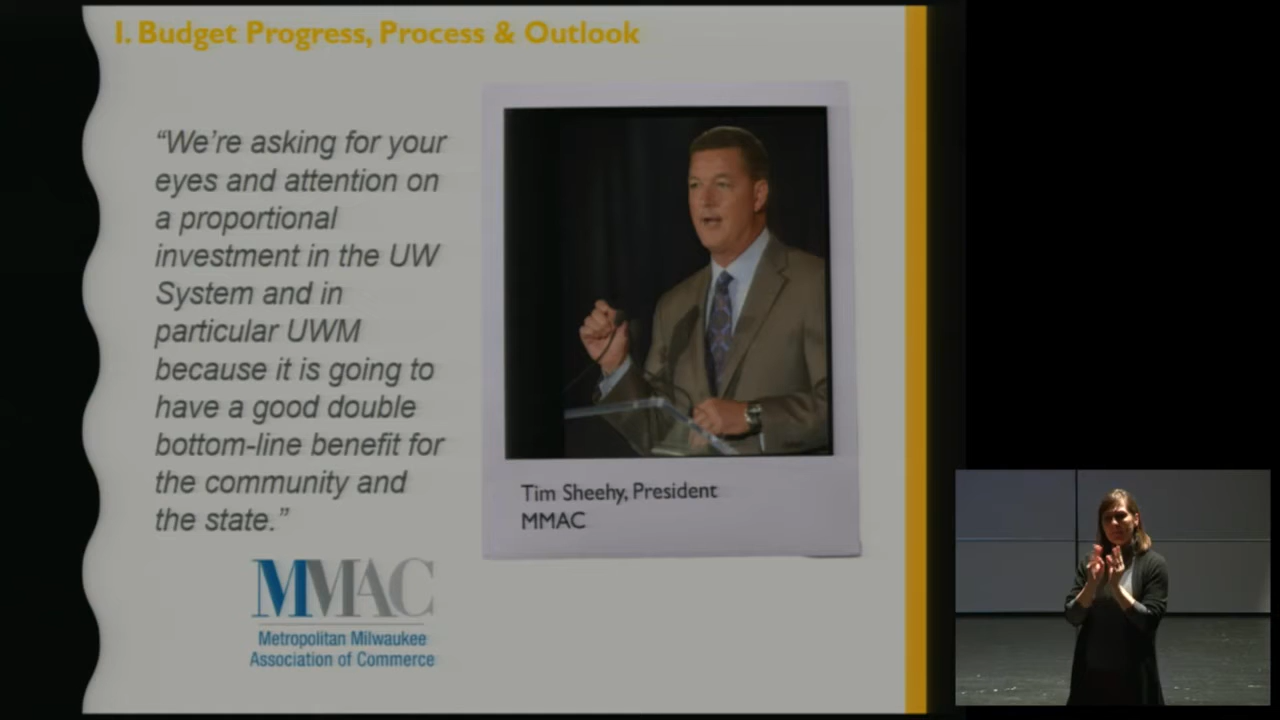 I. Budget Progress, Process & Outlook
“We’re asking for your
eyes and attention on
a proportional
investment in the UW
System and in
particular UWM
because it is going to
have a good double
bottom-line benefit for
the community and
the state.”
Tim Sheehy, President
MMAC
MMAC
Metropolitan Milwaukee
Association of Commerce